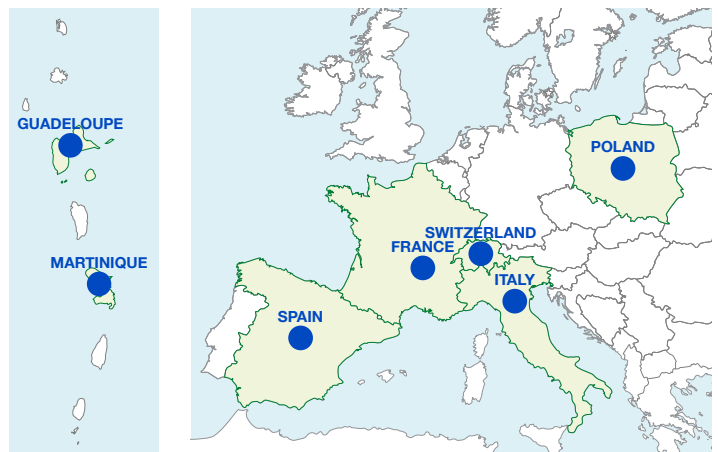 GUADELOUPE
MARTINIQUE
POLAND
SWITZERLAND
FRANCE
ITALY
SPAIN